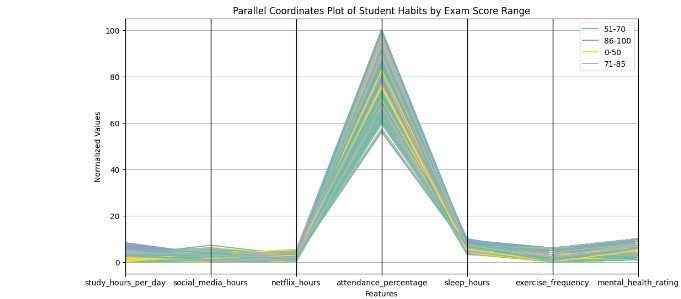 Parallel Coordinates Plot of Student Habits by Exam Score Range
51-70
86-100
0-50
71-85
100
80
60
40
20
0
Normalized Values
study_hours_per_day social_media_hours netflix_hours attendance_percentage sleep_hours exercise_frequency mental_health_rating
Features